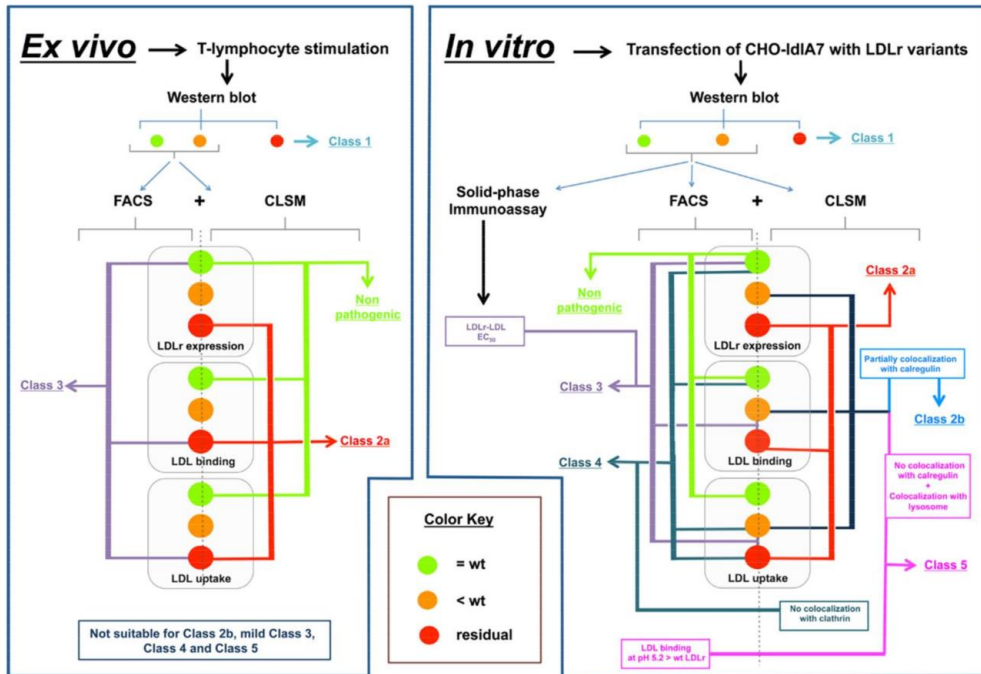 Ex vivo
T-lymphocyte stimulation
Western blot
Class 1
FACS + CLSM
Non
pathogenic
LDLr expression
Class 3
LDL binding
Class 2a
LDL uptake
Not suitable for Class 2b, mild Class 3,
Class 4 and Class 5
Color Key
= wt
< wt
residual
In vitro
Transfection of CHO-ldlA7 with LDLr variants
Western blot
Class 1
Solid-phase
Immunoassay
FACS + CLSM
Class 2a
Non
pathogenic
LDLr expression
LDLr-LDL
EC50
Partially colocalization
with calregulin
Class 3
Class 2b
LDL binding
Class 4
No colocalization
with calregulin
+
Colocalization with
lysosome
Class 5
LDL uptake
No colocalization
with clathrin
LDL binding
at pH 5.2 > wt LDLr